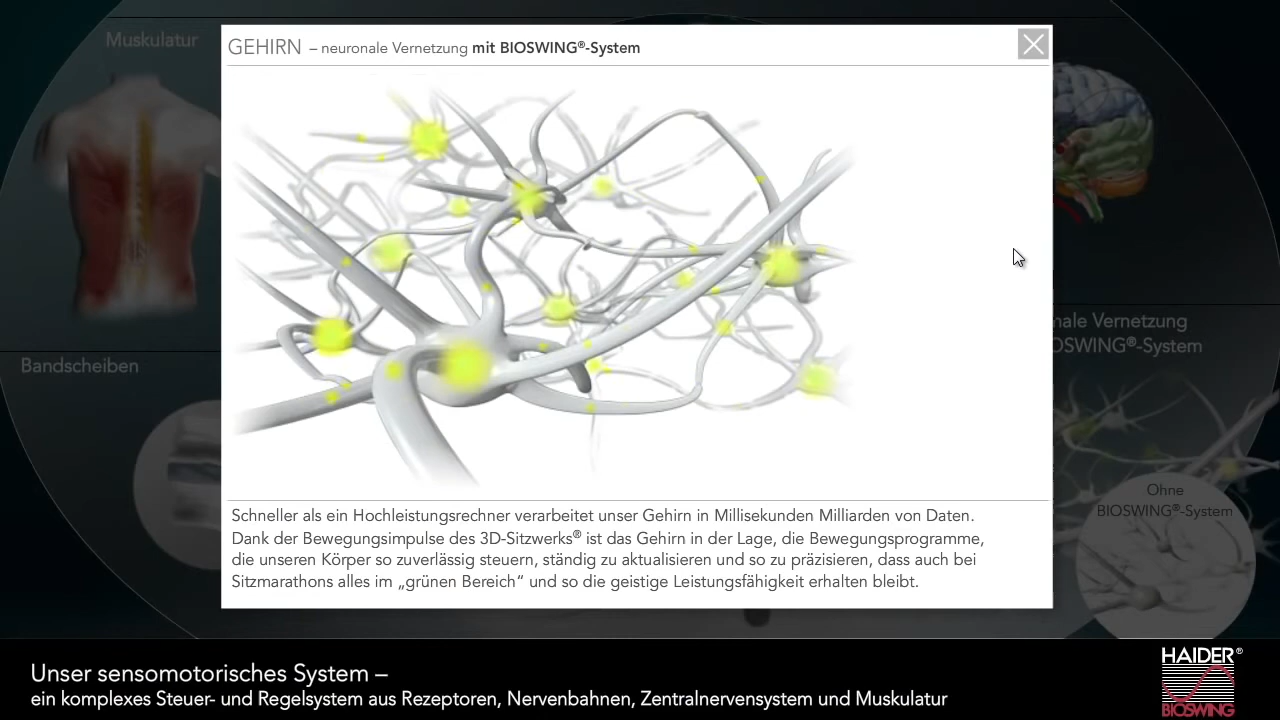 Muskulatur
GEHIRN – neuronale Vernetzung mit BIOSWING®-System
Bandscheiben
male Vernetzung
OSWING®-System
Ohne
BIOSWING®-System
Schneller als ein Hochleistungsrechner verarbeitet unser Gehirn in Millisekunden Milliarden von Daten.
Dank der Bewegungsimpulse des 3D-Sitzwerks® ist das Gehirn in der Lage, die Bewegungsprogramme,
die unseren Körper so zuverlässig steuern, ständig zu aktualisieren und so zu präzisieren, dass auch bei
Sitzmarathons alles im „grünen Bereich“ und so die geistige Leistungsfähigkeit erhalten bleibt.
Unser sensomotorisches System –
ein komplexes Steuer- und Regelsystem aus Rezeptoren, Nervenbahnen, Zentralnervensystem und Muskulatur
HAIDER®
BIOSWING